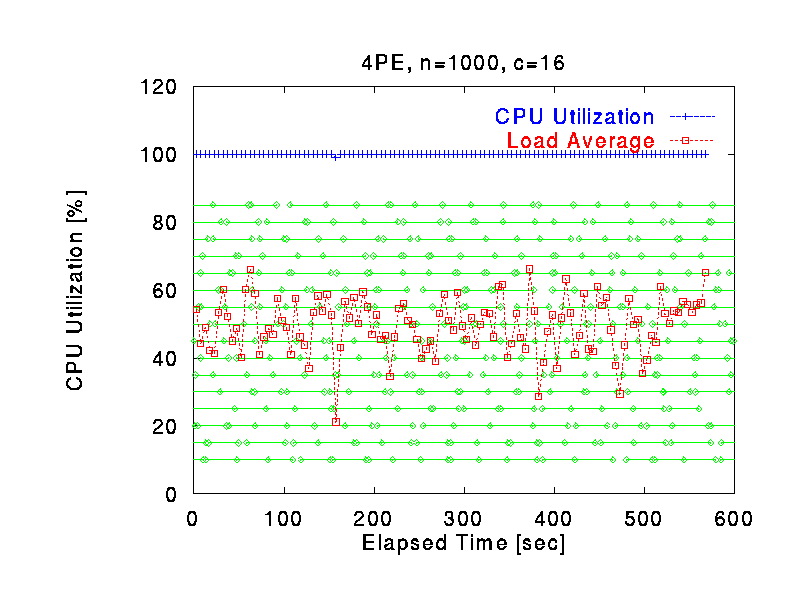 4PE, n=1000, c=16
120
CPU Utilization
Load Average
100
80
60
40
20
0
CPU Utilization [%]
0 100 200 300 400 500 600
Elapsed Time [sec]